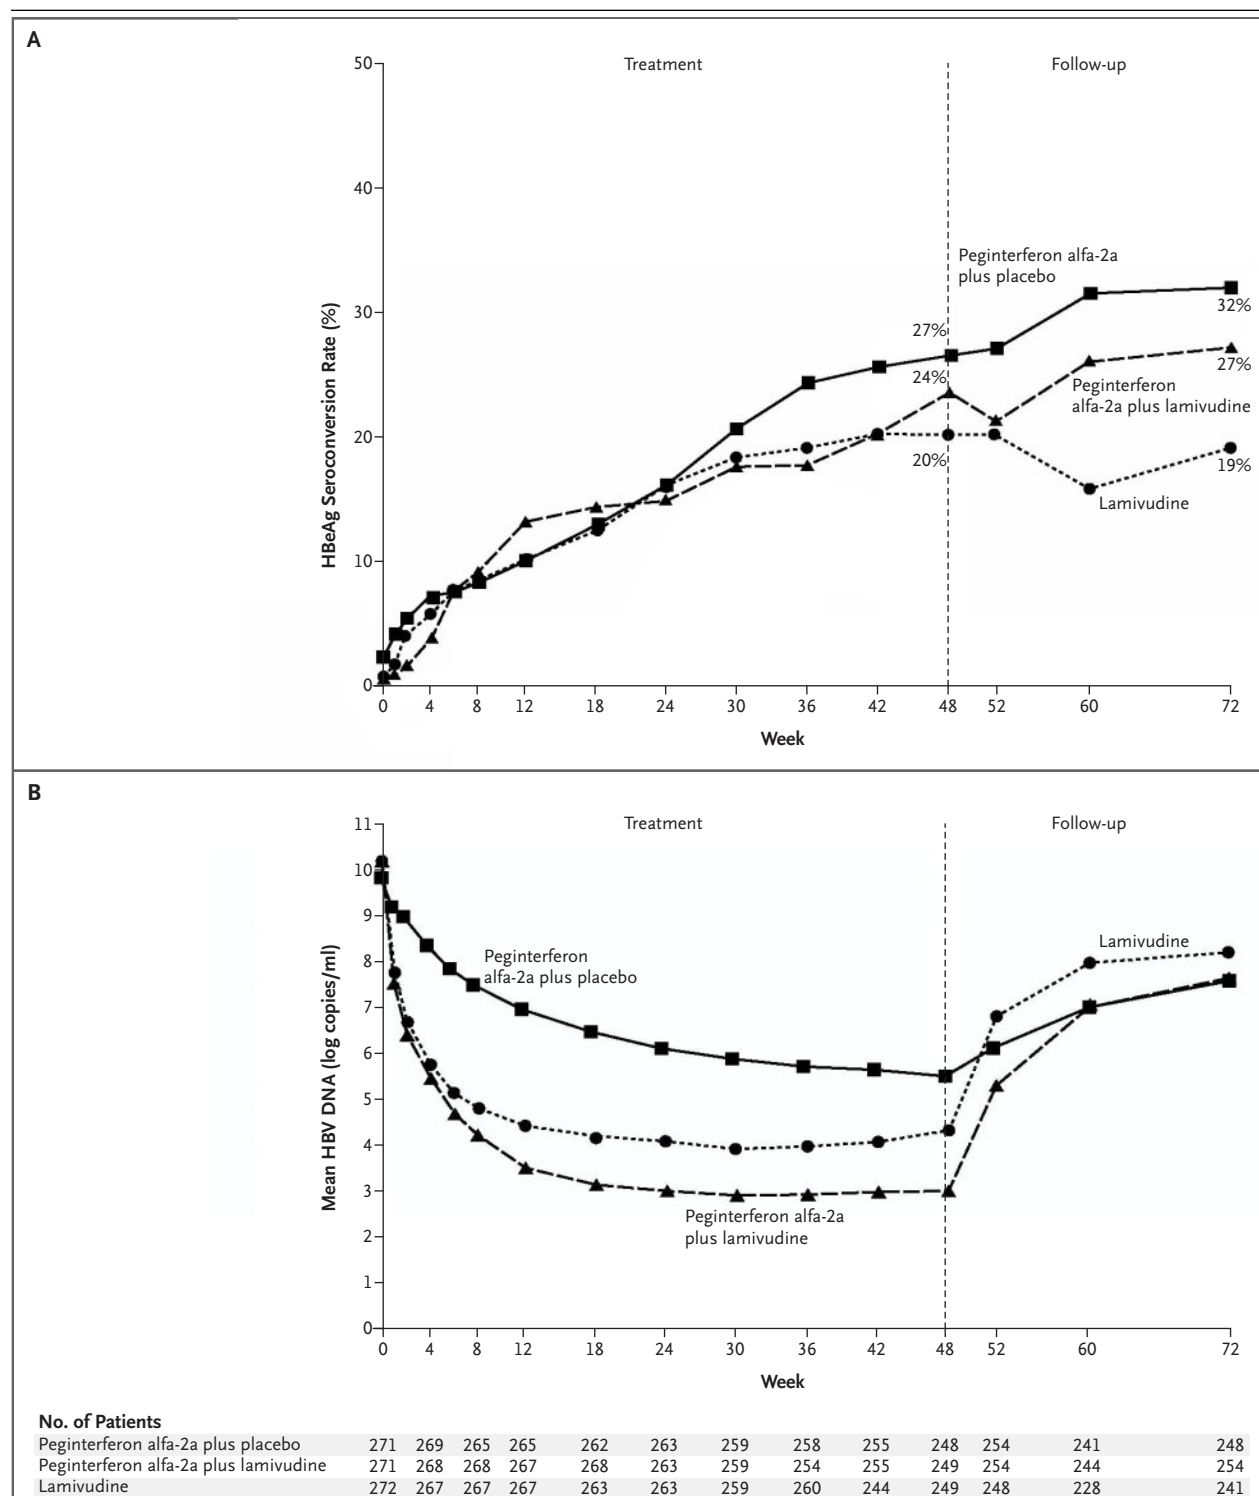 A
Treatment
Follow-up
50
40
30
20
10
0
HBeAg Seroconversion Rate (%)
Peginterferon alfa-2a
plus placebo
27%
24%
20%
32%
27%
Peginterferon
alfa-2a plus lamivudine
19%
Lamivudine
0 4 8 12 18 24 30 36 42 48 52 60 72
Week
B
Treatment
Follow-up
11
10
9
8
7
6
5
4
3
2
1
0
Mean HBV DNA (log copies/ml)
Peginterferon
alfa-2a plus placebo
Lamivudine
Peginterferon alfa-2a
plus lamivudine
0 4 8 12 18 24 30 36 42 48 52 60 72
Week
No. of Patients
Peginterferon alfa-2a plus placebo 271 269 265 265 262 263 259 258 255 248 254 241 248
Peginterferon alfa-2a plus lamivudine 271 268 268 267 268 263 259 254 255 249 254 244 254
Lamivudine 272 267 267 267 263 263 259 260 244 249 248 228 241